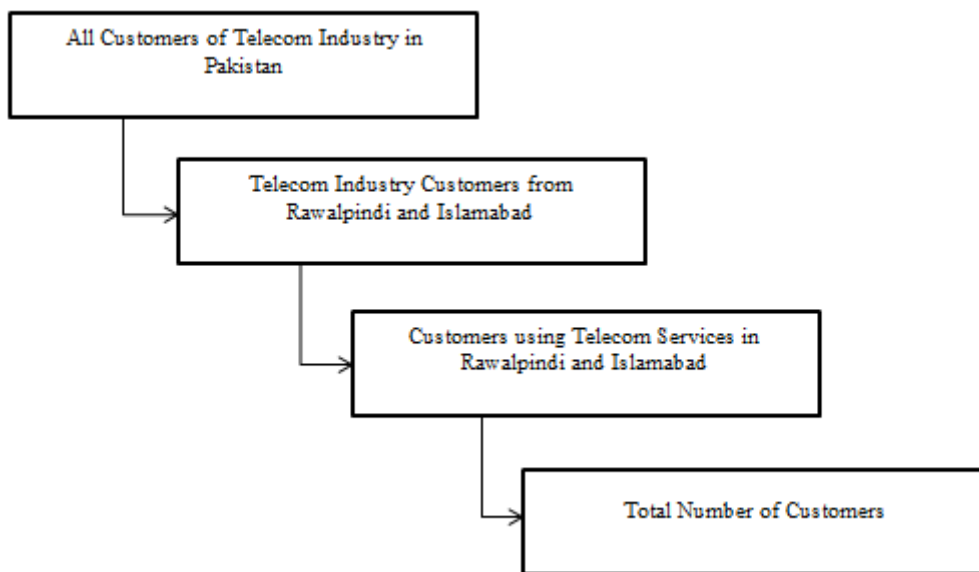 All Customers of Telecom Industry in
Pakistan
Telecom Industry Customers from
Rawalpindi and Islamabad
Customers using Telecom Services in
Rawalpindi and Islamabad
Total Number of Customers